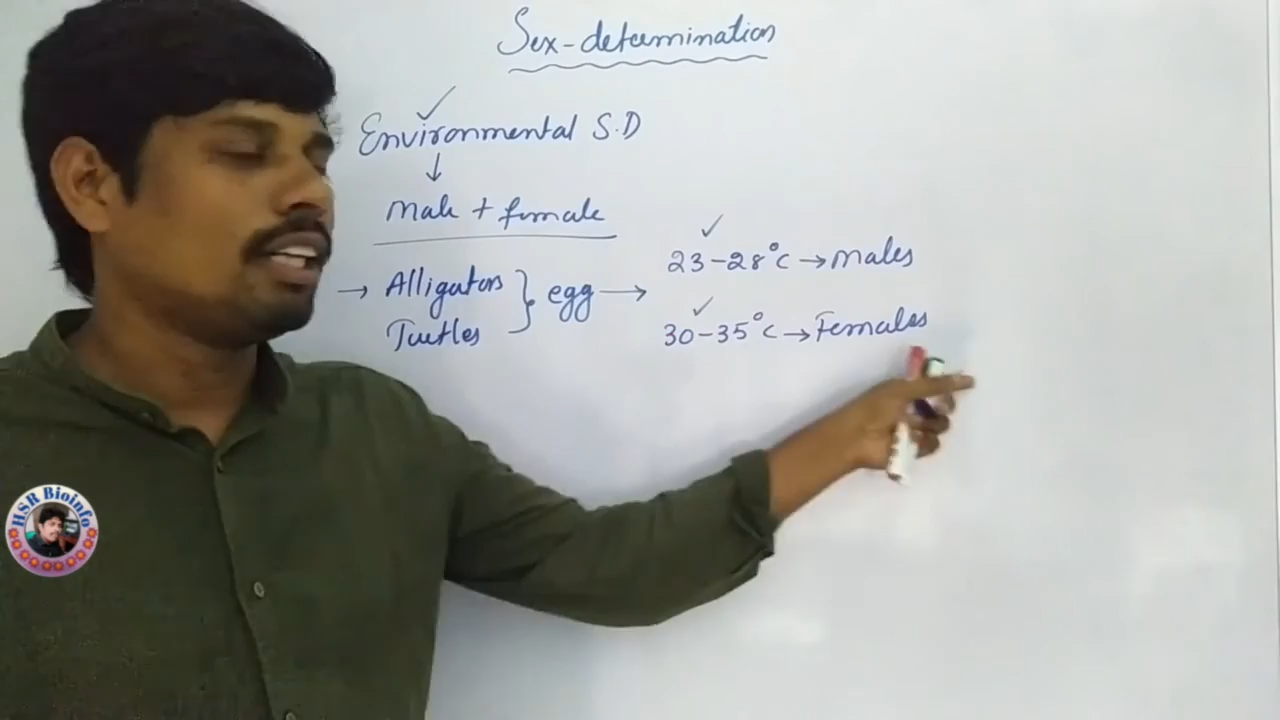 Sex-determination
Environmental S.D
↓
male + female
→ Alligators
Turtles } egg →
23-28°c → males
30-35°c → Females
HSR Bioinfo